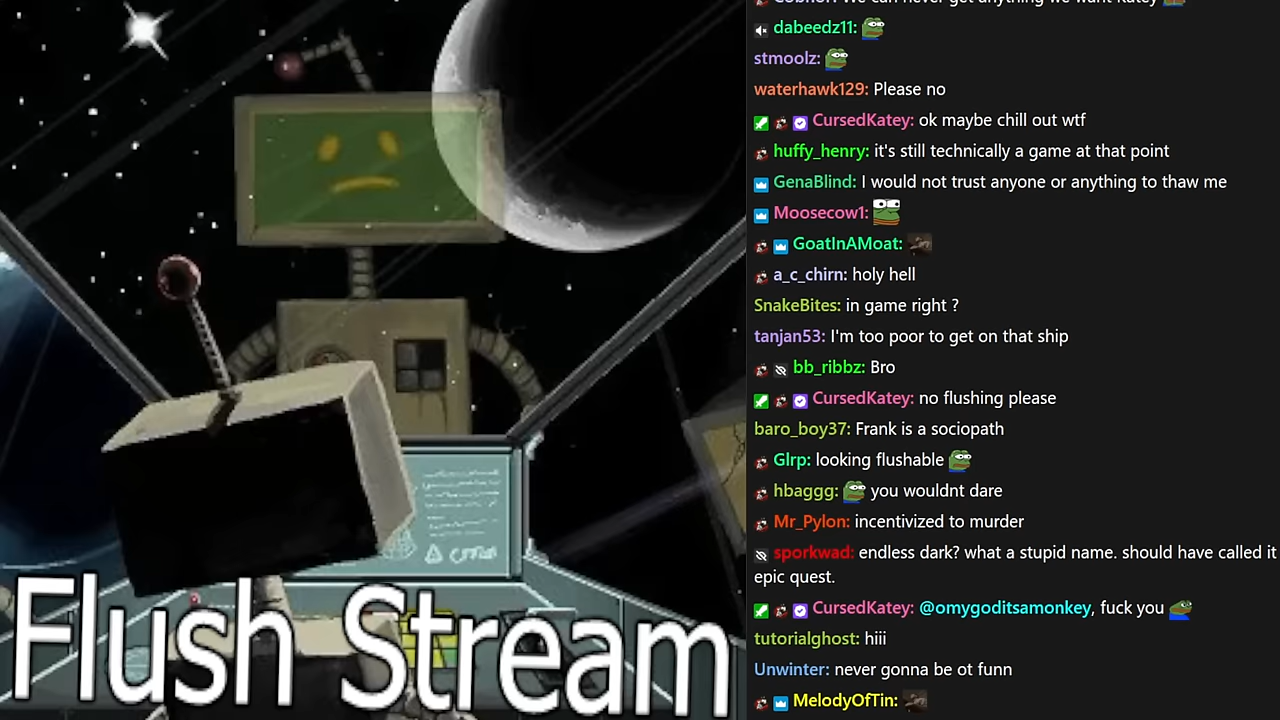 Flush Stream
dabeedz11:
stmoolz:
waterhawk129: Please no
CursedKatey: ok maybe chill out wtf
huffy_henry: it's still technically a game at that point
GenaBlind: I would not trust anyone or anything to thaw me
Moosecow1:
GoatInAMoat:
a_c_chirn: holy hell
SnakeBites: in game right ?
tanjan53: I'm too poor to get on that ship
bb_ribbz: Bro
CursedKatey: no flushing please
baro_boy37: Frank is a sociopath
Glrp: looking flushable
hbaggg: you wouldnt dare
Mr_Pylon: incentivized to murder
sporkwad: endless dark? what a stupid name. should have called it
epic quest.
CursedKatey: @omygoditsamonkey, fuck you
tutorialghost: hiii
Unwinter: never gonna be ot funn
MelodyOfTin: